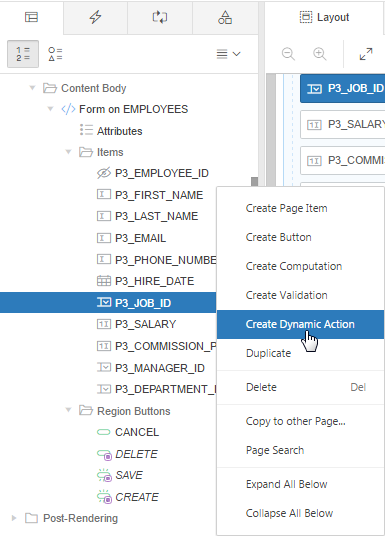 Layout
Content Body
Form on EMPLOYEES
Attributes
Items
P3_EMPLOYEE_ID
P3_FIRST_NAME
P3_LAST_NAME
P3_EMAIL
P3_PHONE_NUMBE
P3_HIRE_DATE
P3_JOB_ID
P3_SALARY
P3_COMMISSION_P
P3_MANAGER_ID
P3_DEPARTMENT_I
Region Buttons
CANCEL
DELETE
SAVE
CREATE
Post-Rendering
P3_JOB_ID
P3_SALARY
P3_COMMIS
Create Page Item
Create Button
Create Computation
Create Validation
Create Dynamic Action
Duplicate
Delete Del
Copy to other Page...
Page Search
Expand All Below
Collapse All Below